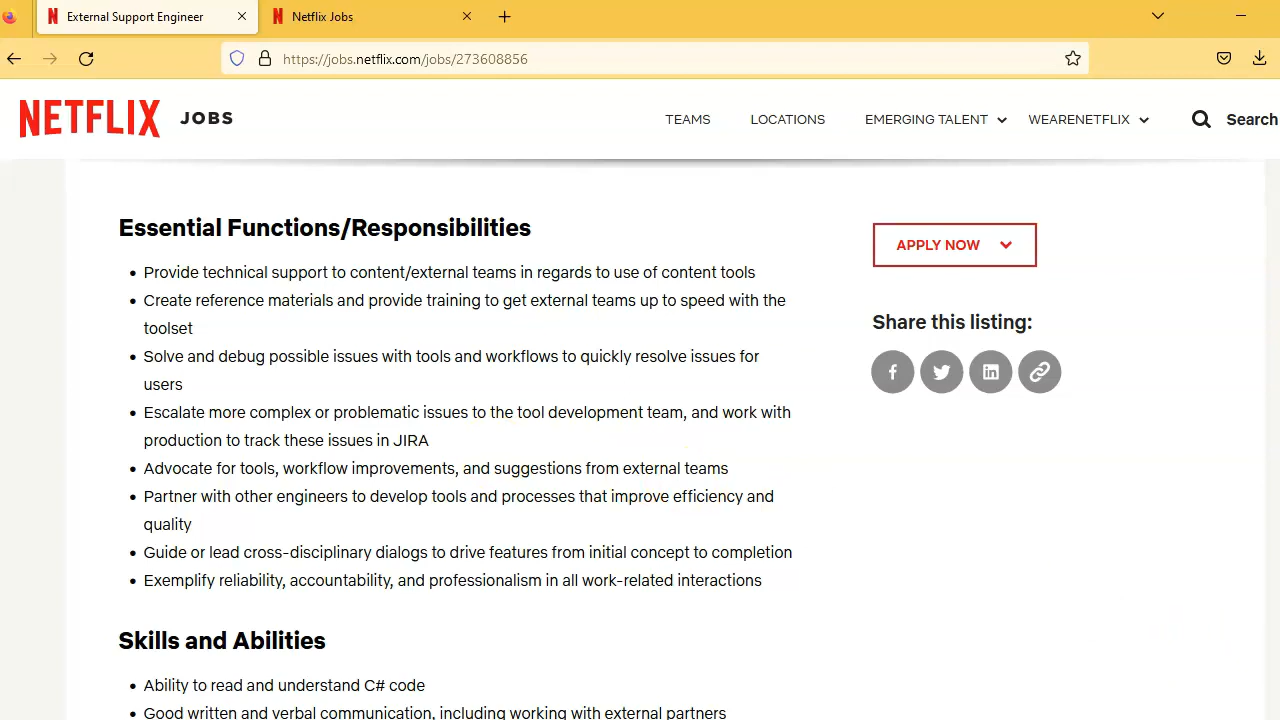 External Support Engineer
Netflix Jobs
https://jobs.netflix.com/jobs/273608856
NETFLIX JOBS
TEAMS
LOCATIONS
EMERGING TALENT
WEARENETFLIX
Search
Essential Functions/Responsibilities
• Provide technical support to content/external teams in regards to use of content tools
• Create reference materials and provide training to get external teams up to speed with the
toolset
• Solve and debug possible issues with tools and workflows to quickly resolve issues for
users
• Escalate more complex or problematic issues to the tool development team, and work with
production to track these issues in JIRA
• Advocate for tools, workflow improvements, and suggestions from external teams
• Partner with other engineers to develop tools and processes that improve efficiency and
quality
• Guide or lead cross-disciplinary dialogs to drive features from initial concept to completion
• Exemplify reliability, accountability, and professionalism in all work-related interactions
Skills and Abilities
• Ability to read and understand C# code
• Good written and verbal communication, including working with external partners
APPLY NOW
Share this listing: